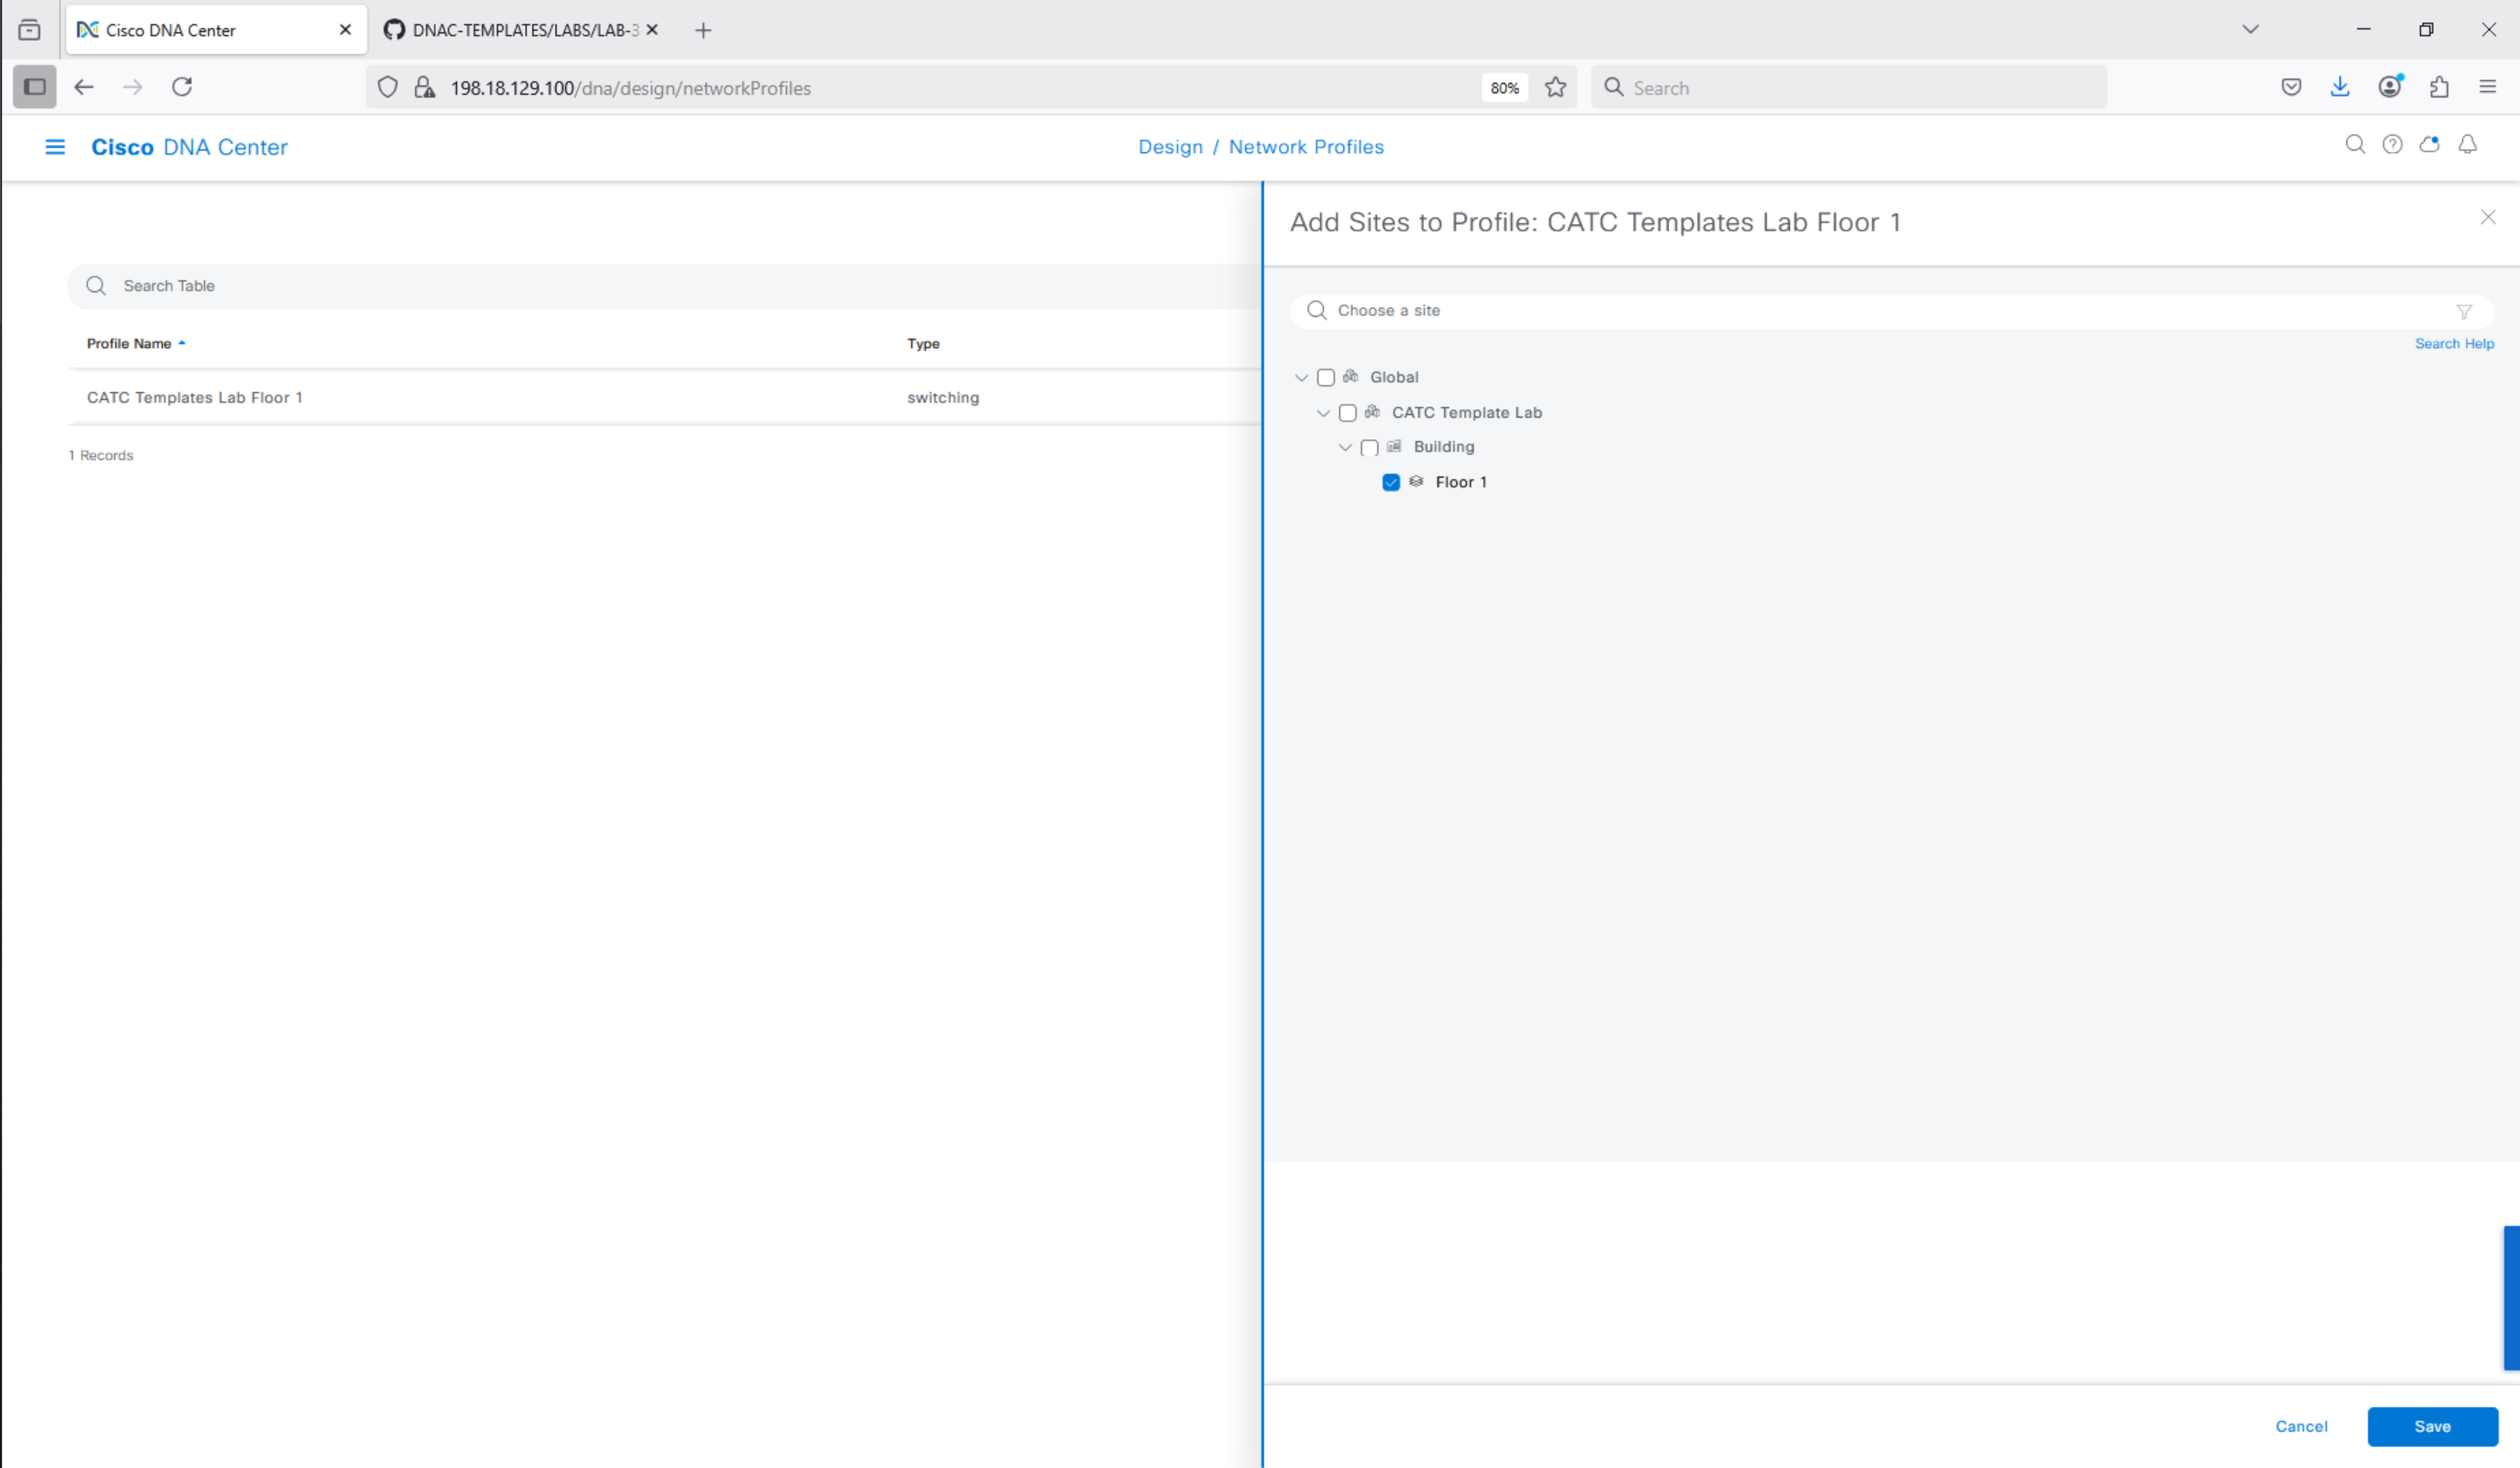 Cisco DNA Center
DNAC-TEMPLATES/LABS/LAB-3
198.18.129.100/dna/design/networkProfiles
80%
Search
Cisco DNA Center
Design / Network Profiles
Add Sites to Profile: CATC Templates Lab Floor 1
Search Table
Choose a site
Search Help
Profile Name
Type
Global
CATC Templates Lab Floor 1
switching
CATC Template Lab
Building
1 Records
Floor 1
Cancel
Save